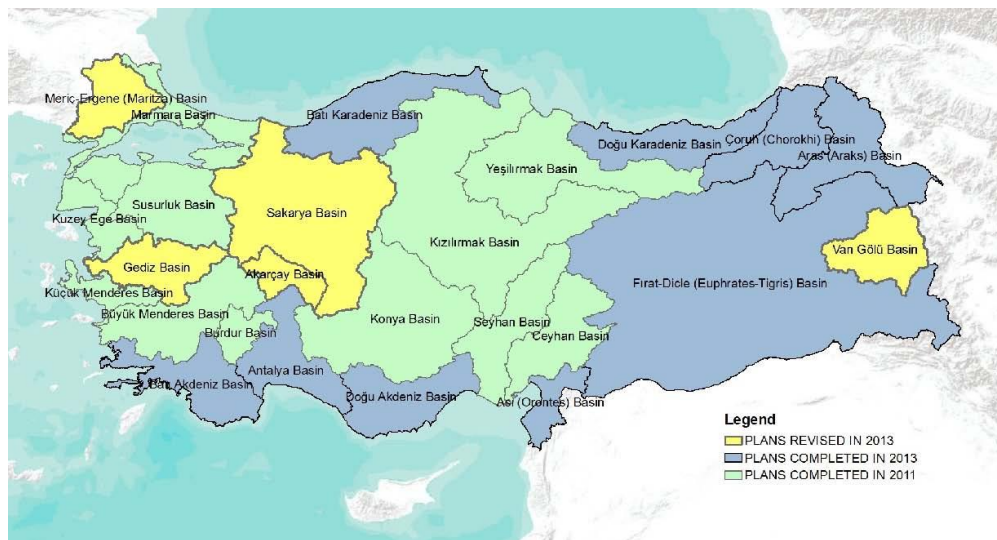 Meriç-Ergene (Maritza) Basin
Marmara Basin
Batı Karadeniz Basin
Doğu Karadeniz Basin
Çoruh (Chorokhi) Basin
Aras (Araks) Basin
Yeşilırmak Basin
Susurluk Basin
Kuzey Ege Basin
Sakarya Basin
Kızılırmak Basin
Van Gölü Basin
Gediz Basin
Akarçay Basin
Fırat-Dicle (Euphrates-Tigris) Basin
Küçük Menderes Basin
Büyük Menderes Basin
Burdur Basin
Konya Basin
Seyhan Basin
Ceyhan Basin
Antalya Basin
Batı Akdeniz Basin
Doğu Akdeniz Basin
Asi (Orontes) Basin
Legend
PLANS REVISED IN 2013
PLANS COMPLETED IN 2013
PLANS COMPLETED IN 2011